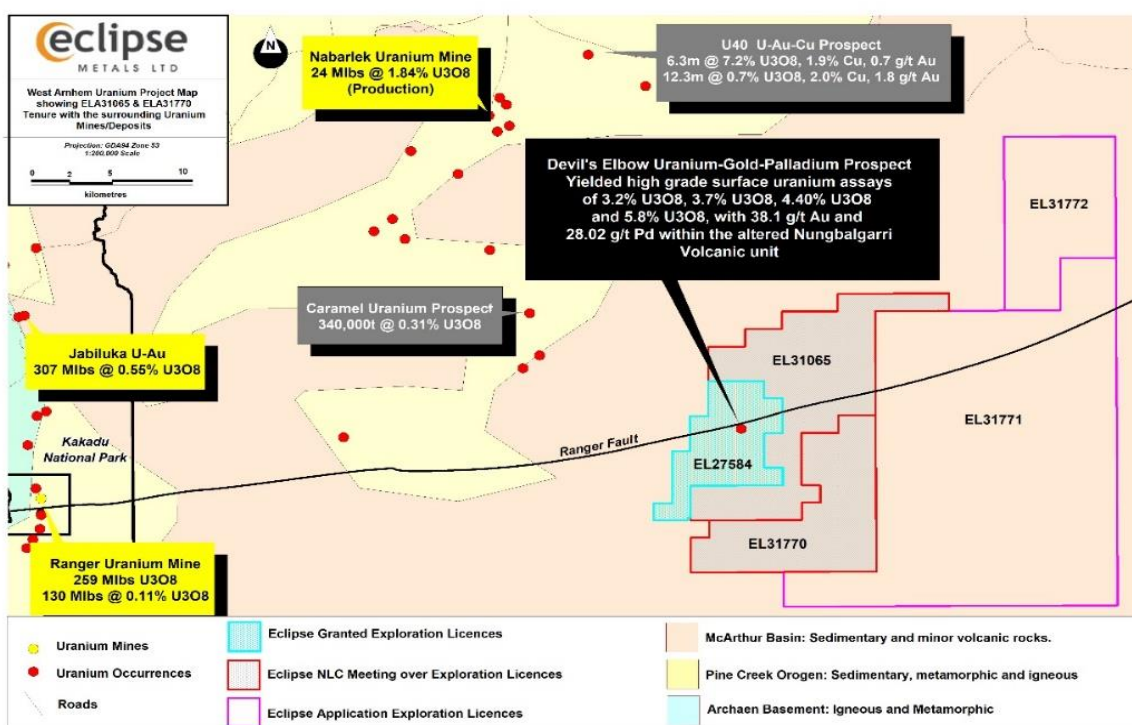 eclipse
METALS LTD
West Arnhem Uranium Project Map
showing ELA31065 & ELA31770
Tenure with the surrounding Uranium
Mines/Deposits
Projection: GDA94 Zone 53
1:200,000 Scale
0 2 5 10
kilometres
N
Nabarlek Uranium Mine
24 Mlbs @ 1.84% U3O8
(Production)
U40 U-Au-Cu Prospect
6.3m @ 7.2% U3O8, 1.9% Cu, 0.7 g/t Au
12.3m @ 0.7% U3O8, 2.0% Cu, 1.8 g/t Au
Devil's Elbow Uranium-Gold-Palladium Prospect
Yielded high grade surface uranium assays
of 3.2% U3O8, 3.7% U3O8, 4.40% U3O8
and 5.8% U3O8, with 38.1 g/t Au and
28.02 g/t Pd within the altered Nungbalgarri
Volcanic unit
EL31772
Caramel Uranium Prospect
340,000t @ 0.31% U3O8
Jabiluka U-Au
307 Mlbs @ 0.55% U3O8
EL31065
EL31771
Kakadu
National Park
Ranger Fault
EL27584
EL31770
Ranger Uranium Mine
259 Mlbs U3O8
130 Mlbs @ 0.11% U3O8
Uranium Mines
Uranium Occurrences
Roads
Eclipse Granted Exploration Licences
Eclipse NLC Meeting over Exploration Licences
Eclipse Application Exploration Licences
McArthur Basin: Sedimentary and minor volcanic rocks.
Pine Creek Orogen: Sedimentary, metamorphic and igneous
Archaen Basement: Igneous and Metamorphic